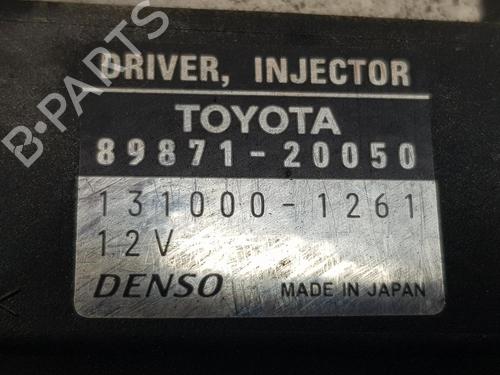 B-PARTS
DRIVER, INJECTOR
TOYOTA
89871-20050
131000-1261
12V
DENSO MADE IN JAPAN